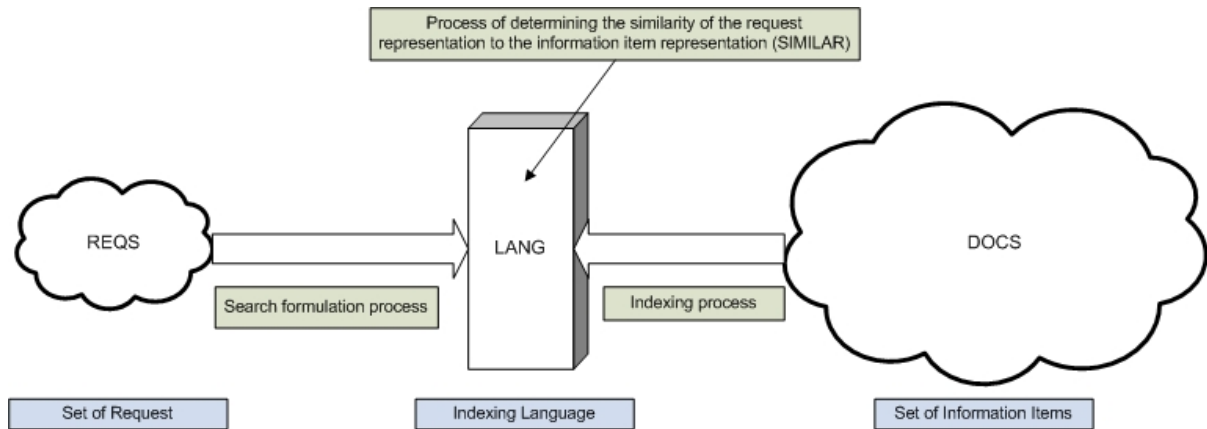 Process of determining the similarity of the request
representation to the information item representation (SIMILAR)
REQS
LANG
DOCS
Search formulation process
Indexing process
Set of Request
Indexing Language
Set of Information Items